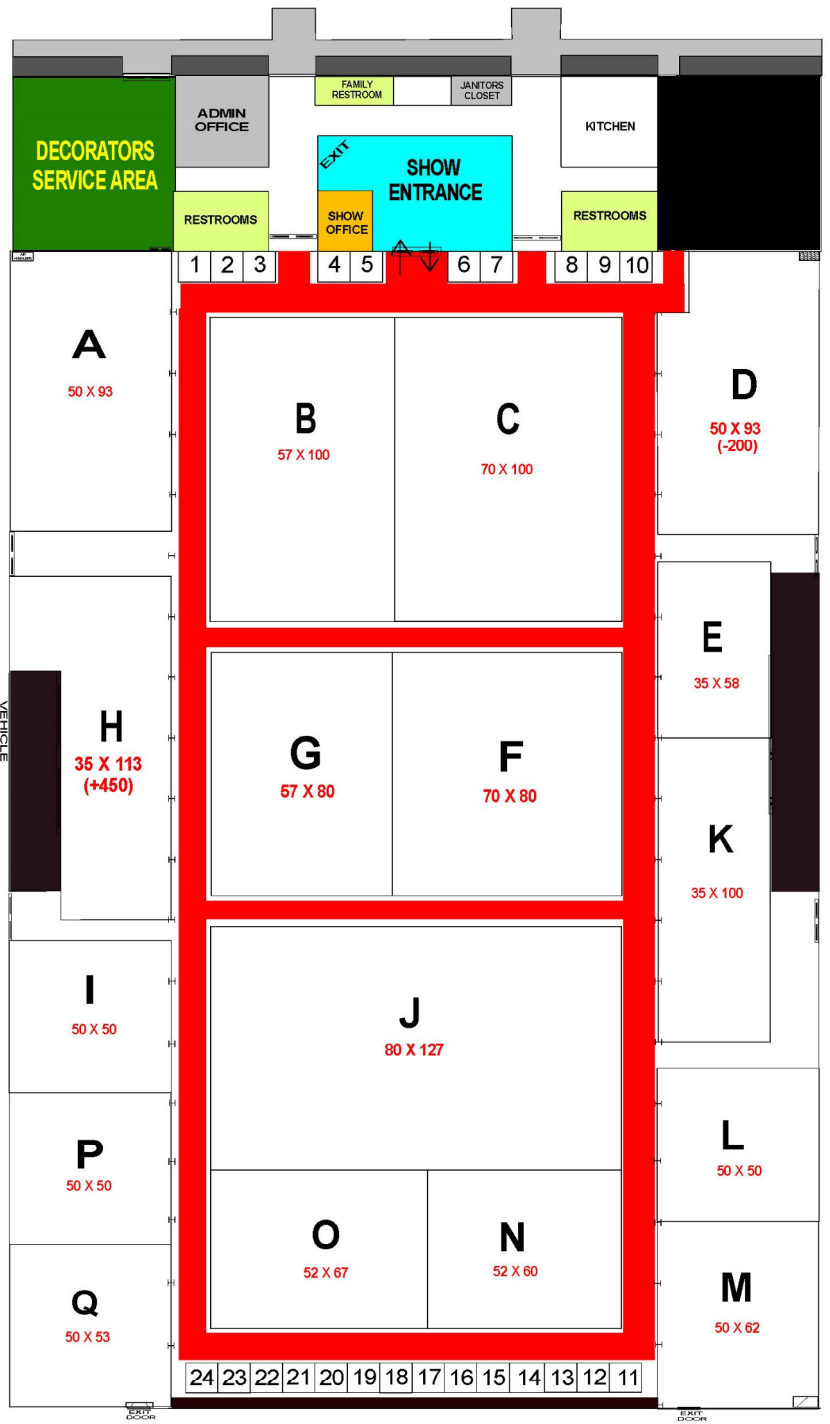 FAMILY
RESTROOM
JANITORS
CLOSET
ADMIN
OFFICE
KITCHEN
DECORATORS
SERVICE AREA
EXIT
SHOW
ENTRANCE
RESTROOMS
SHOW
OFFICE
RESTROOMS
1 2 3 4 5 6 7 8 9 10
A
50 X 93
B
57 X 100
C
70 X 100
D
50 X 93
(-200)
E
35 X 58
VEHICLE
H
35 X 113
(+450)
G
57 X 80
F
70 X 80
K
35 X 100
I
50 X 50
J
80 X 127
P
50 X 50
L
50 X 50
O
52 X 67
N
52 X 60
Q
50 X 53
M
50 X 62
24 23 22 21 20 19 18 17 16 15 14 13 12 11
EXIT
DOOR
EXIT
DOOR